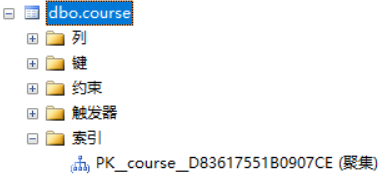 dbo.course
列
键
约束
触发器
索引
PK__course__D83617551B0907CE (聚集)